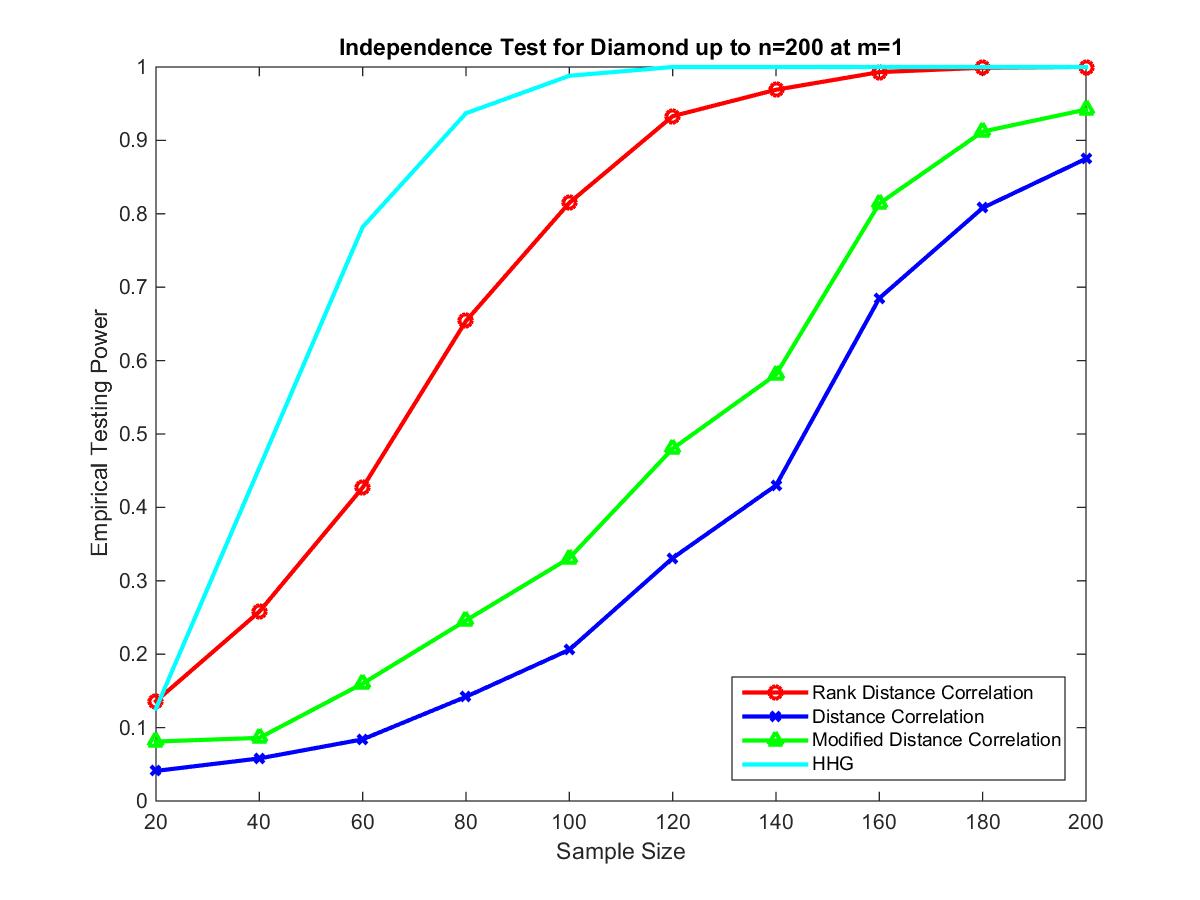 Independence Test for Diamond up to n=200 at m=1
Empirical Testing Power
1
0.9
0.8
0.7
0.6
0.5
0.4
0.3
0.2
0.1
0
20 40 60 80 100 120 140 160 180 200
Sample Size
Rank Distance Correlation
Distance Correlation
Modified Distance Correlation
HHG